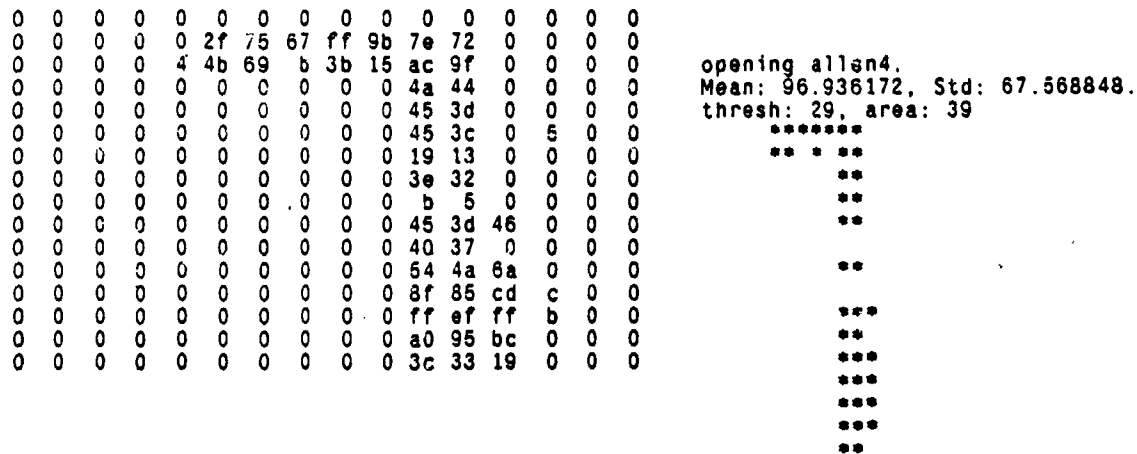 0 0 0 0 0 0 0 0 0 0 0 0 0 0 0 0
0 0 0 0 0 2f 75 67 ff 9b 7e 72 0 0 0 0
0 0 0 0 4 4b 69 b 3b 15 ac 9f 0 0 0 0
0 0 0 0 0 0 0 0 0 0 4a 44 0 0 0 0
0 0 0 0 0 0 0 0 0 0 45 3d 0 0 0 0
0 0 0 0 0 0 0 0 0 0 45 3c 0 5 0 0
0 0 0 0 0 0 0 0 0 0 19 13 0 0 0 0
0 0 0 0 0 0 0 0 0 0 3e 32 0 0 0 0
0 0 0 0 0 0 0 0 0 0 b 5 0 0 0 0
0 0 0 0 0 0 0 0 0 0 45 3d 46 0 0 0
0 0 0 0 0 0 0 0 0 0 40 37 0 0 0 0
0 0 0 0 0 0 0 0 0 0 54 4a 6a 0 0 0
0 0 0 0 0 0 0 0 0 0 8f 85 cd c 0 0
0 0 0 0 0 0 0 0 0 0 ff ef ff b 0 0
0 0 0 0 0 0 0 0 0 0 a0 95 bc 0 0 0
0 0 0 0 0 0 0 0 0 0 3c 33 19 0 0 0
opening allen4.
Mean: 96.936172, Std: 67.568848.
thresh: 29, area: 39
*******
** * **
**
**
**
**
***
**
***
***
***
***
**